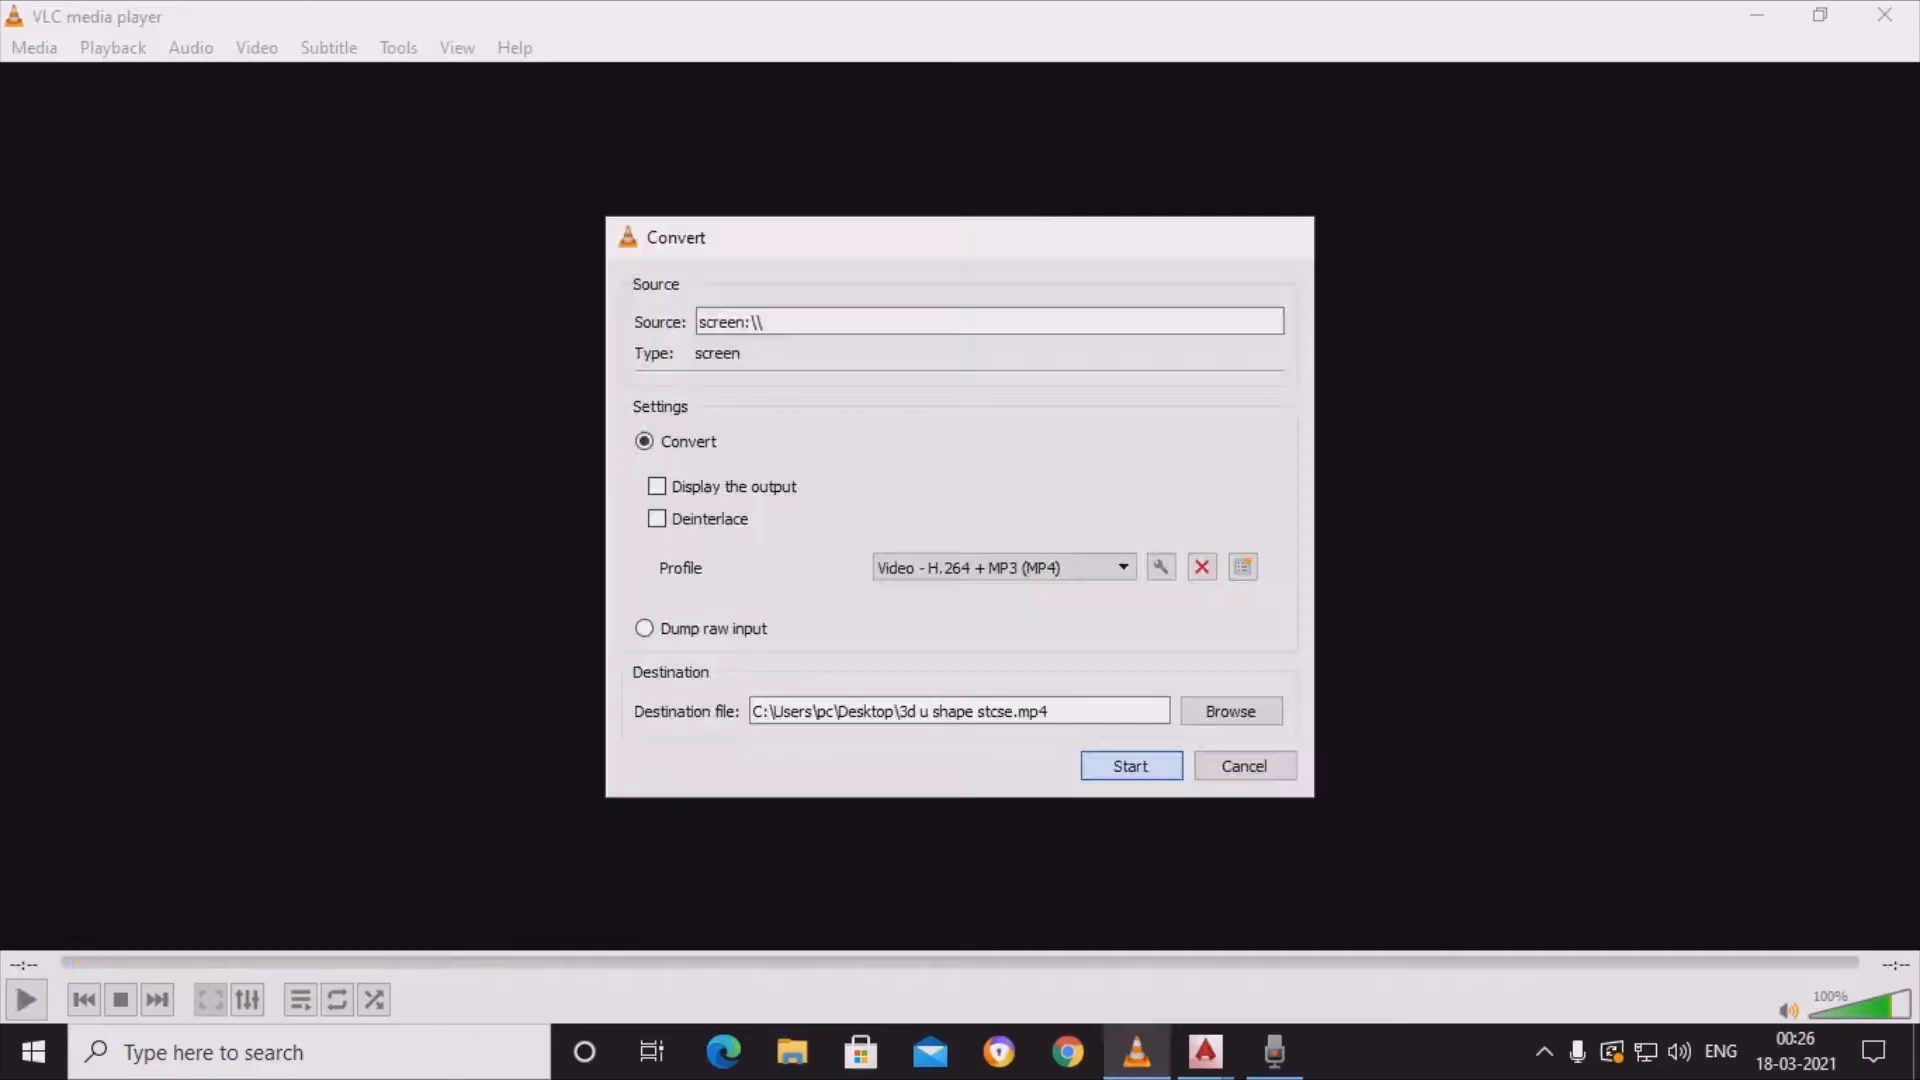 VLC media player
Media Playback Audio Video Subtitle Tools View Help
Convert
Source
Source: screen:\\
Type: screen
Settings
Convert
Display the output
Deinterlace
Profile Video - H.264 + MP3 (MP4)
Dump raw input
Destination
Destination file: C:\Users\pc\Desktop\3d u shape stcse.mp4 Browse
Start Cancel
--:-- --:--
100%
Type here to search ENG 00:26
18-03-2021